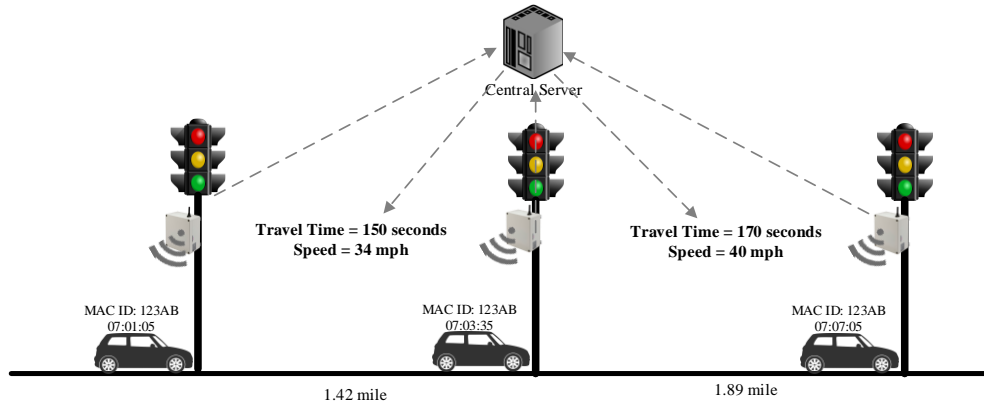 Central Server
Travel Time = 150 seconds
Speed = 34 mph
Travel Time = 170 seconds
Speed = 40 mph
MAC ID: 123AB
07:01:05
MAC ID: 123AB
07:03:35
MAC ID: 123AB
07:07:05
1.42 mile
1.89 mile